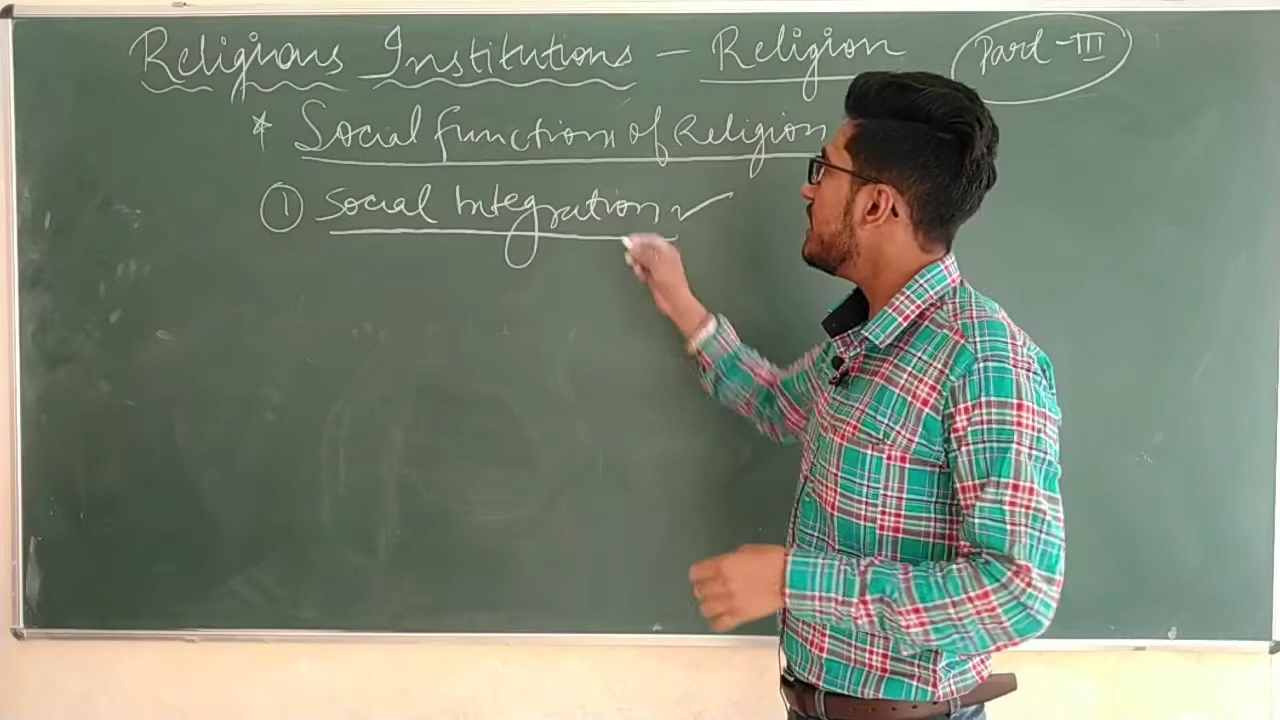 Religious Institutions - Religion Part-III
* Social functions of Religion
① Social Integration ✓